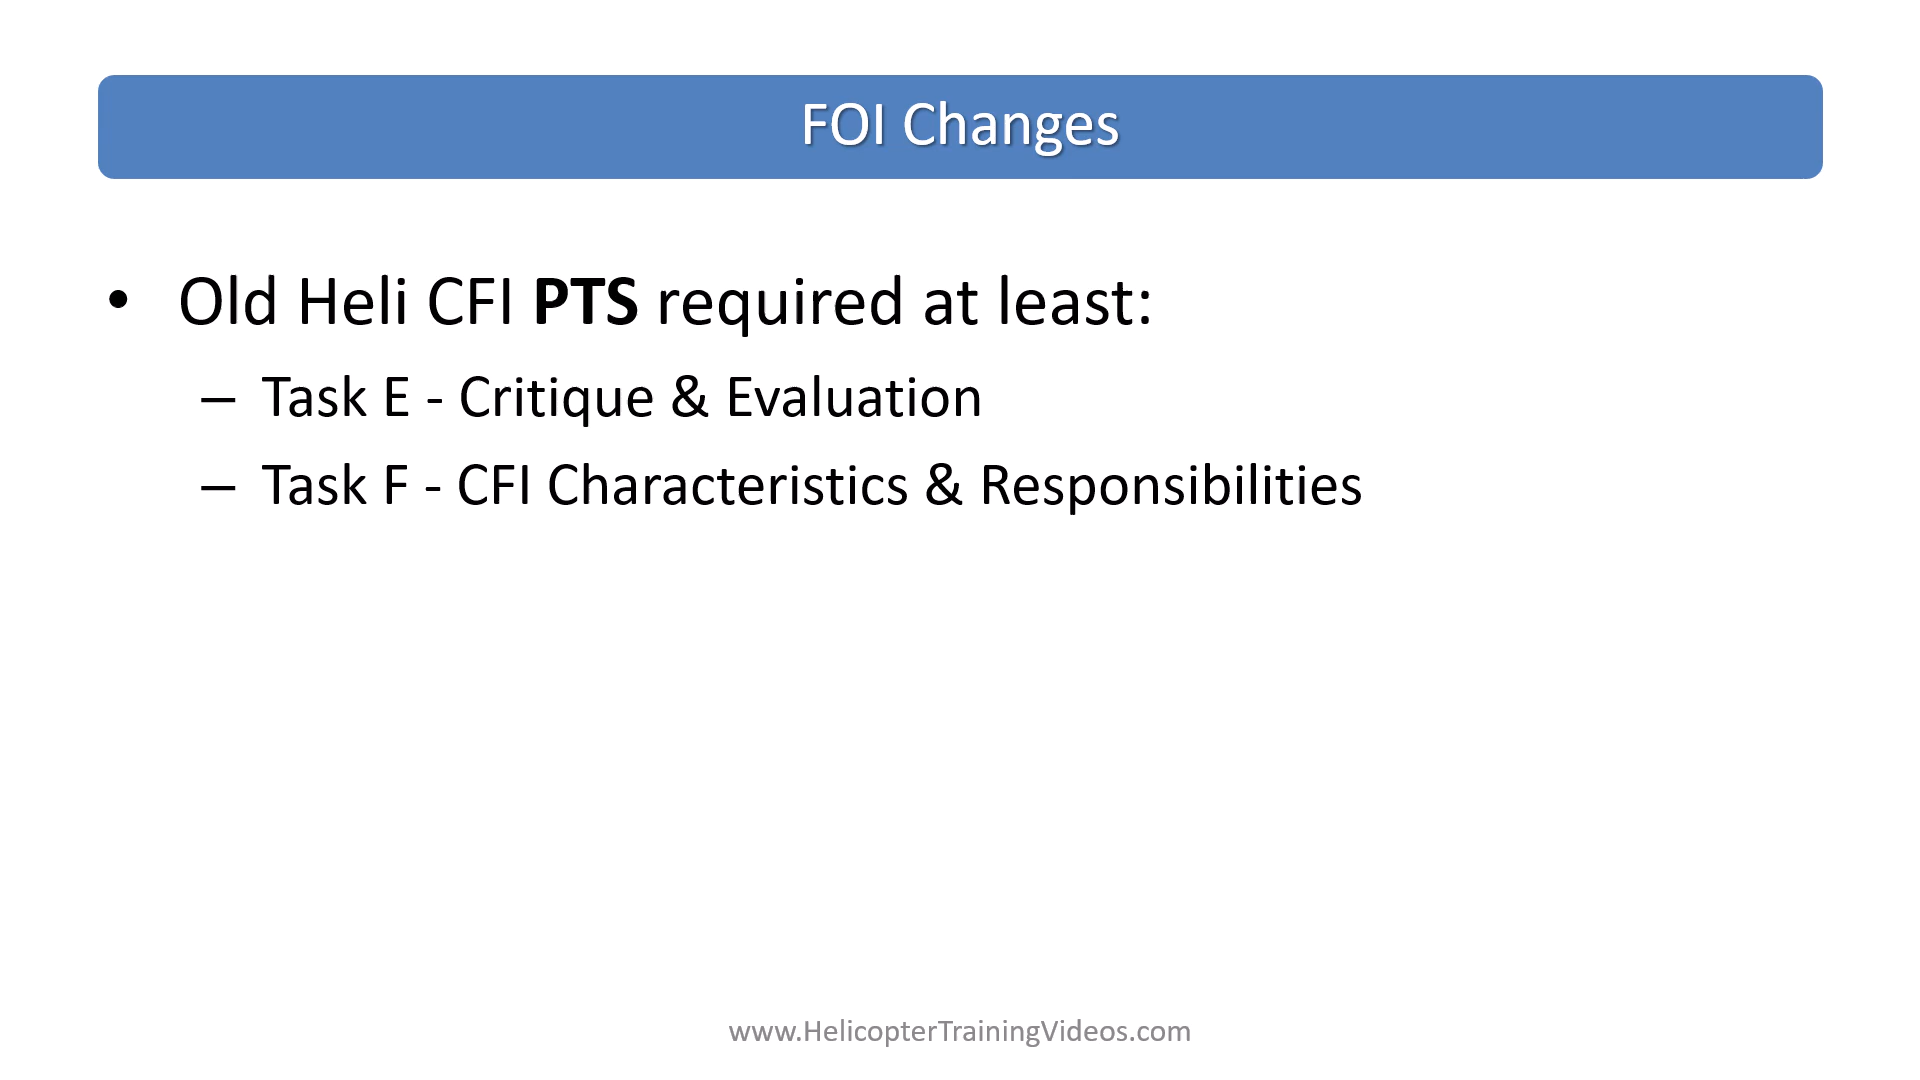 FOI Changes
• Old Heli CFI PTS required at least:
– Task E - Critique & Evaluation
– Task F - CFI Characteristics & Responsibilities
www.HelicopterTrainingVideos.com